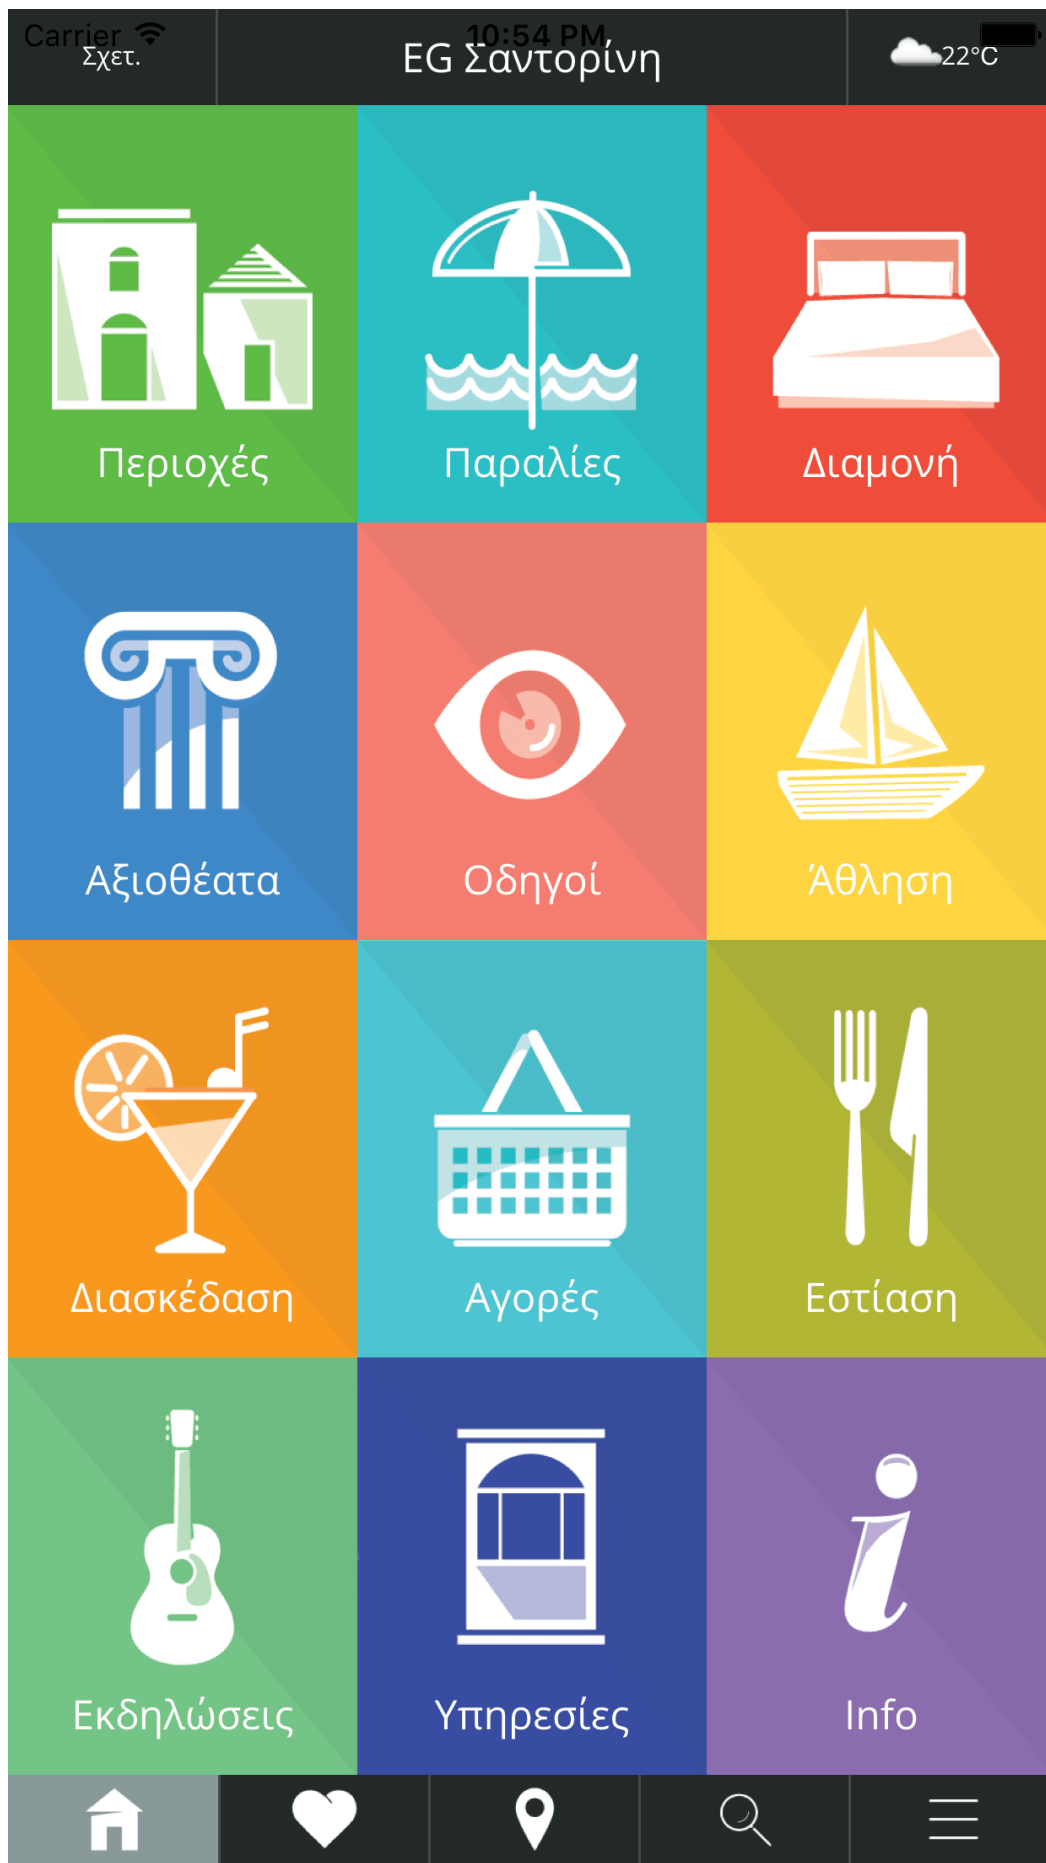 Carrier 10:54 PM
Σχετ. EG Σαντορίνη 22°C
Περιοχές Παραλίες Διαμονή
Αξιοθέατα Οδηγοί Άθληση
Διασκέδαση Αγορές Εστίαση
Εκδηλώσεις Υπηρεσίες Info